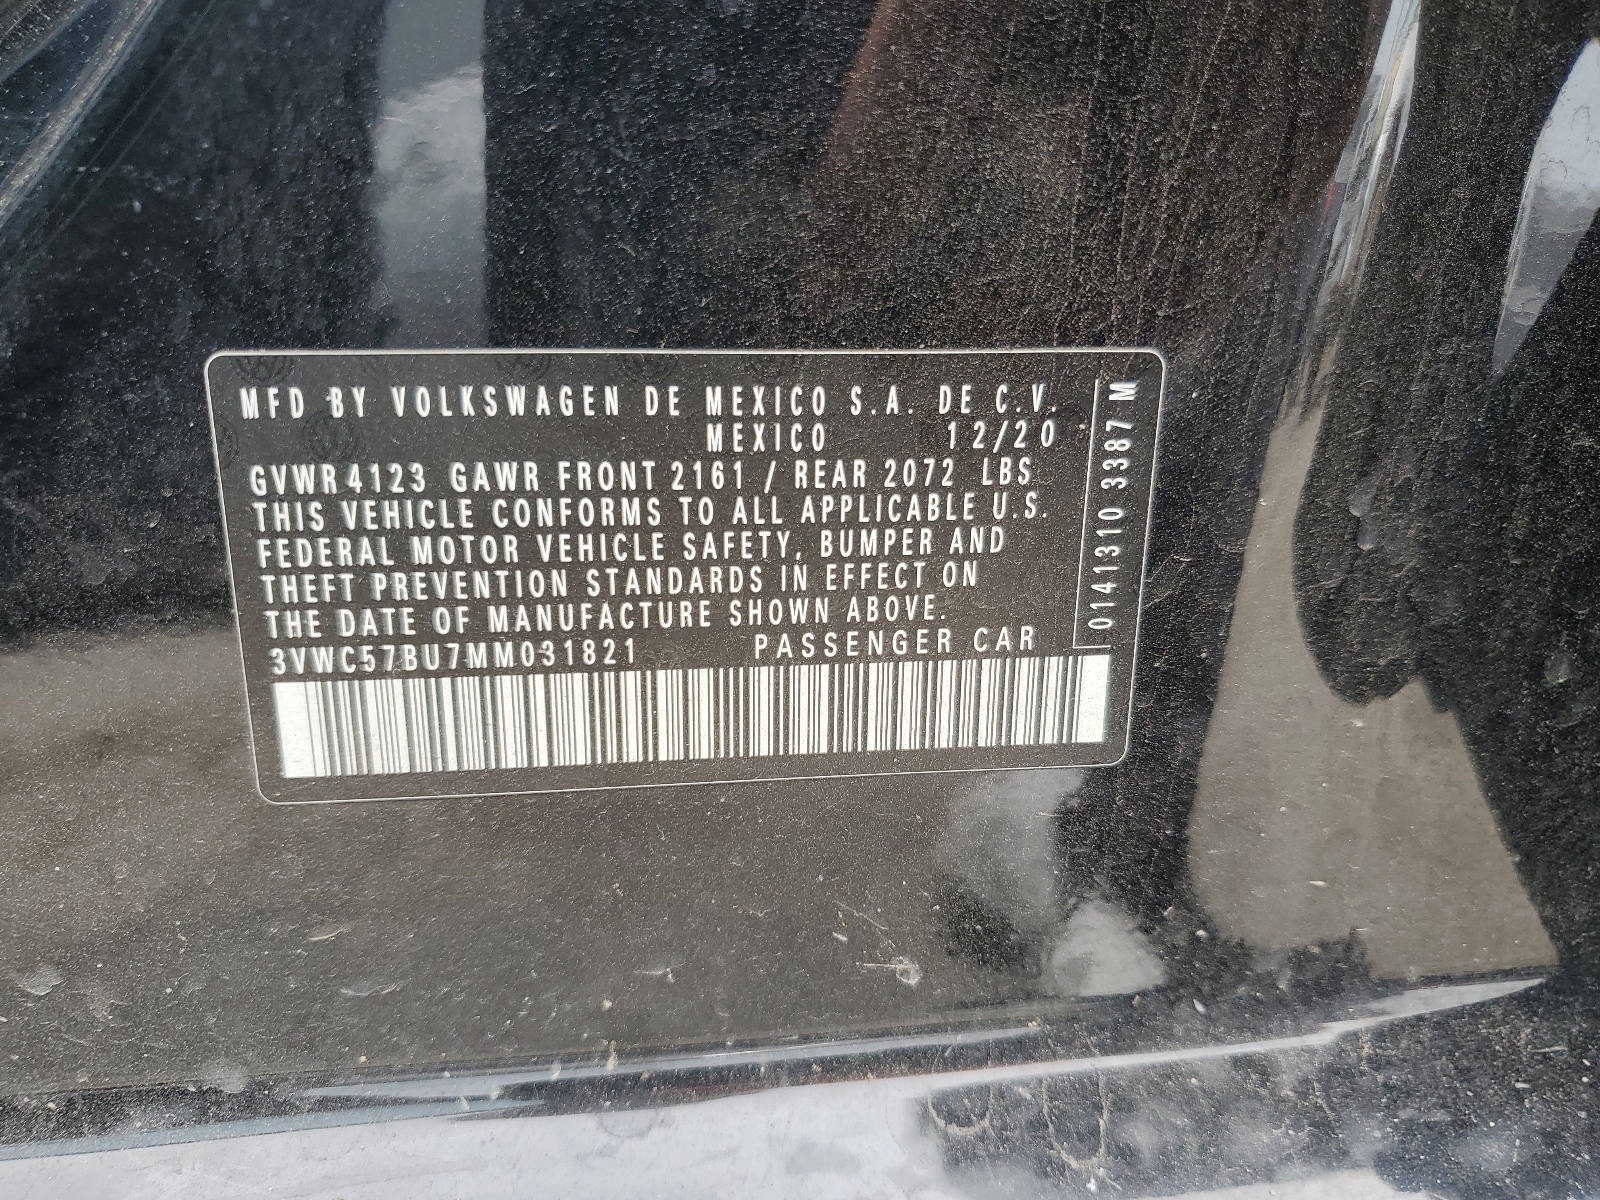 MFD BY VOLKSWAGEN DE MEXICO S.A. DE C.V.
MEXICO 12/20
GVWR 4123 GAWR FRONT 2161 / REAR 2072 LBS
THIS VEHICLE CONFORMS TO ALL APPLICABLE U.S.
FEDERAL MOTOR VEHICLE SAFETY, BUMPER AND
THEFT PREVENTION STANDARDS IN EFFECT ON
THE DATE OF MANUFACTURE SHOWN ABOVE.
3VWC57BU7MM031821 PASSENGER CAR
0141310 3387 M